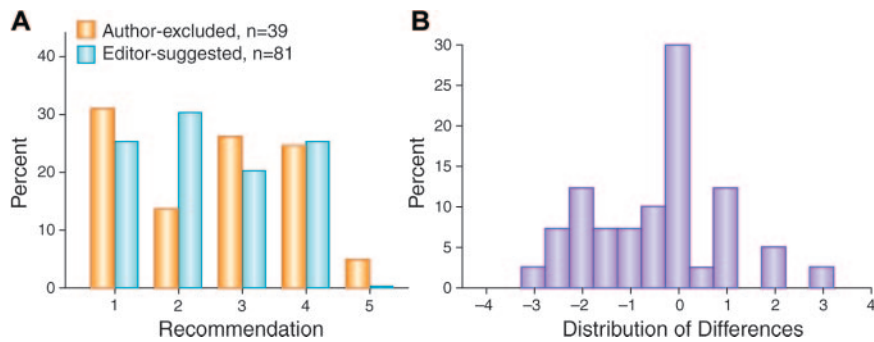 A
Author-excluded, n=39
Editor-suggested, n=81
40
30
20
10
0
Percent
1 2 3 4 5
Recommendation
B
30
25
20
15
10
5
0
Percent
–4 –3 –2 –1 0 1 2 3 4
Distribution of Differences